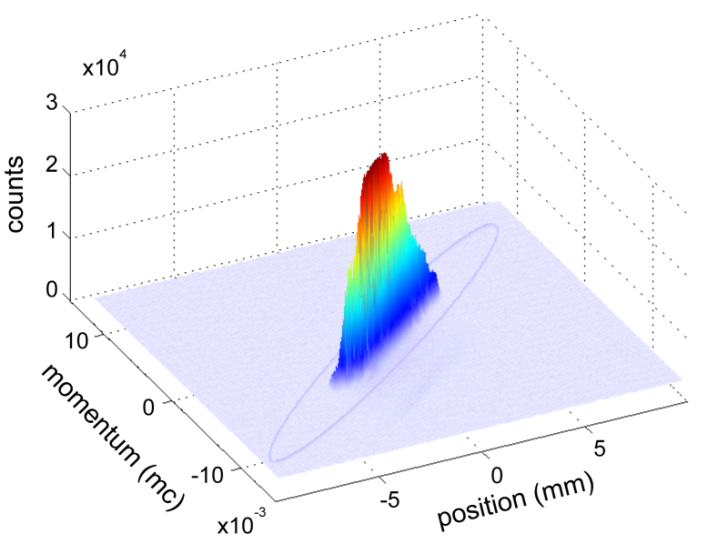 x10^4
3
2
1
0
counts
10
0
-10
momentum (mc)
x10^-3
-5
0
5
position (mm)